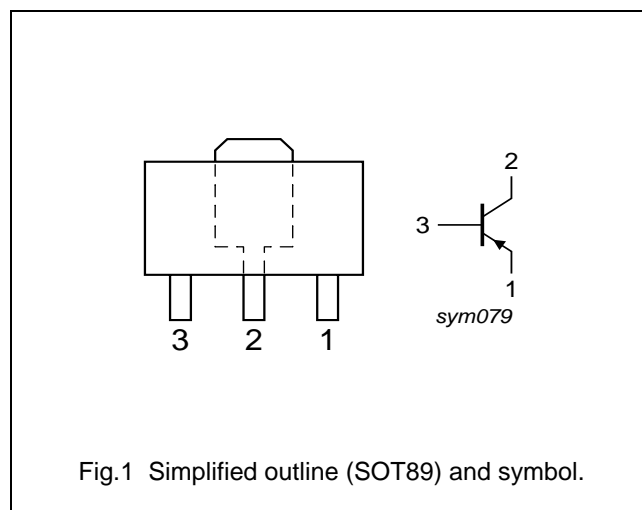 2
3
1
sym079
3 2 1
Fig.1 Simplified outline (SOT89) and symbol.